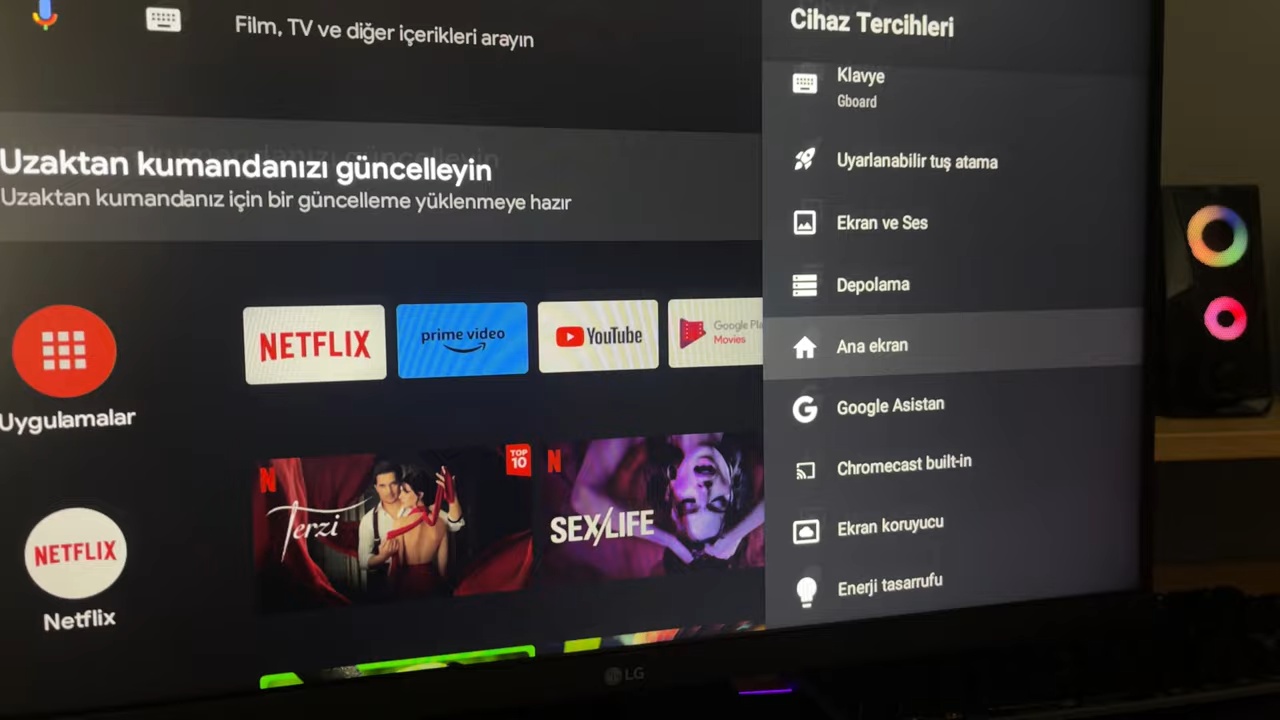 Film, TV ve diğer içerikleri arayın
Uzaktan kumandanızı güncelleyin
Uzaktan kumandanız için bir güncelleme yüklenmeye hazır
Uygulamalar
NETFLIX
prime video
YouTube
Google Pla
Movies
NETFLIX
Netflix
N
Terzi
TOP
10
N
SEX/LIFE
Cihaz Tercihleri
Klavye
Gboard
Uyarlanabilir tuş atama
Ekran ve Ses
Depolama
Ana ekran
G
Google Asistan
Chromecast built-in
Ekran koruyucu
Enerji tasarrufu
LG